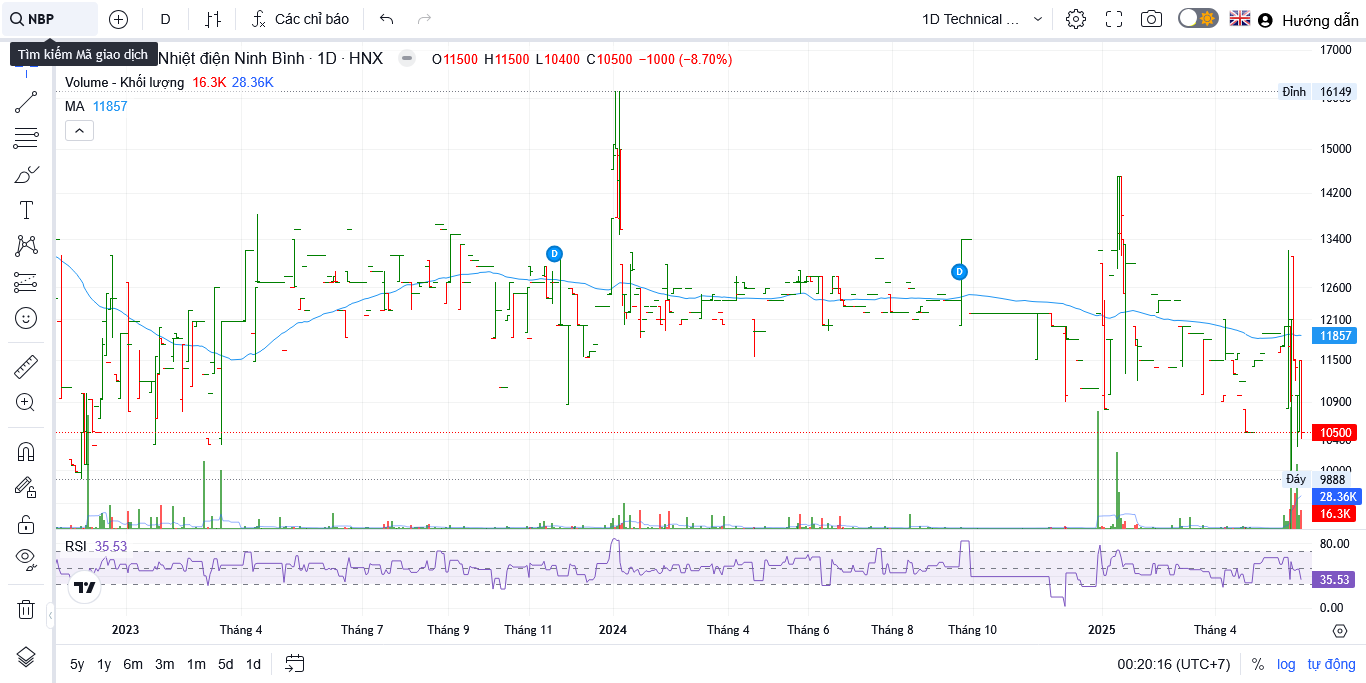 NBP
D
Các chỉ báo
1D Technical ...
Hướng dẫn
Tìm kiếm Mã giao dịch
Nhiệt điện Ninh Bình · 1D · HNX
O11500 H11500 L10400 C10500 −1000 (−8.70%)
Volume - Khối lượng 16.3K 28.36K
MA 11857
D
D
17000
Đỉnh 16149
15000
14200
13400
12600
12100
11857
11500
10900
10500
10000
Đáy 9888
28.36K
16.3K
RSI 35.53
80.00
35.53
0.00
2023 Tháng 4 Tháng 7 Tháng 9 Tháng 11 2024 Tháng 4 Tháng 6 Tháng 8 Tháng 10 2025 Tháng 4
5y 1y 6m 3m 1m 5d 1d
00:20:16 (UTC+7) % log tự động